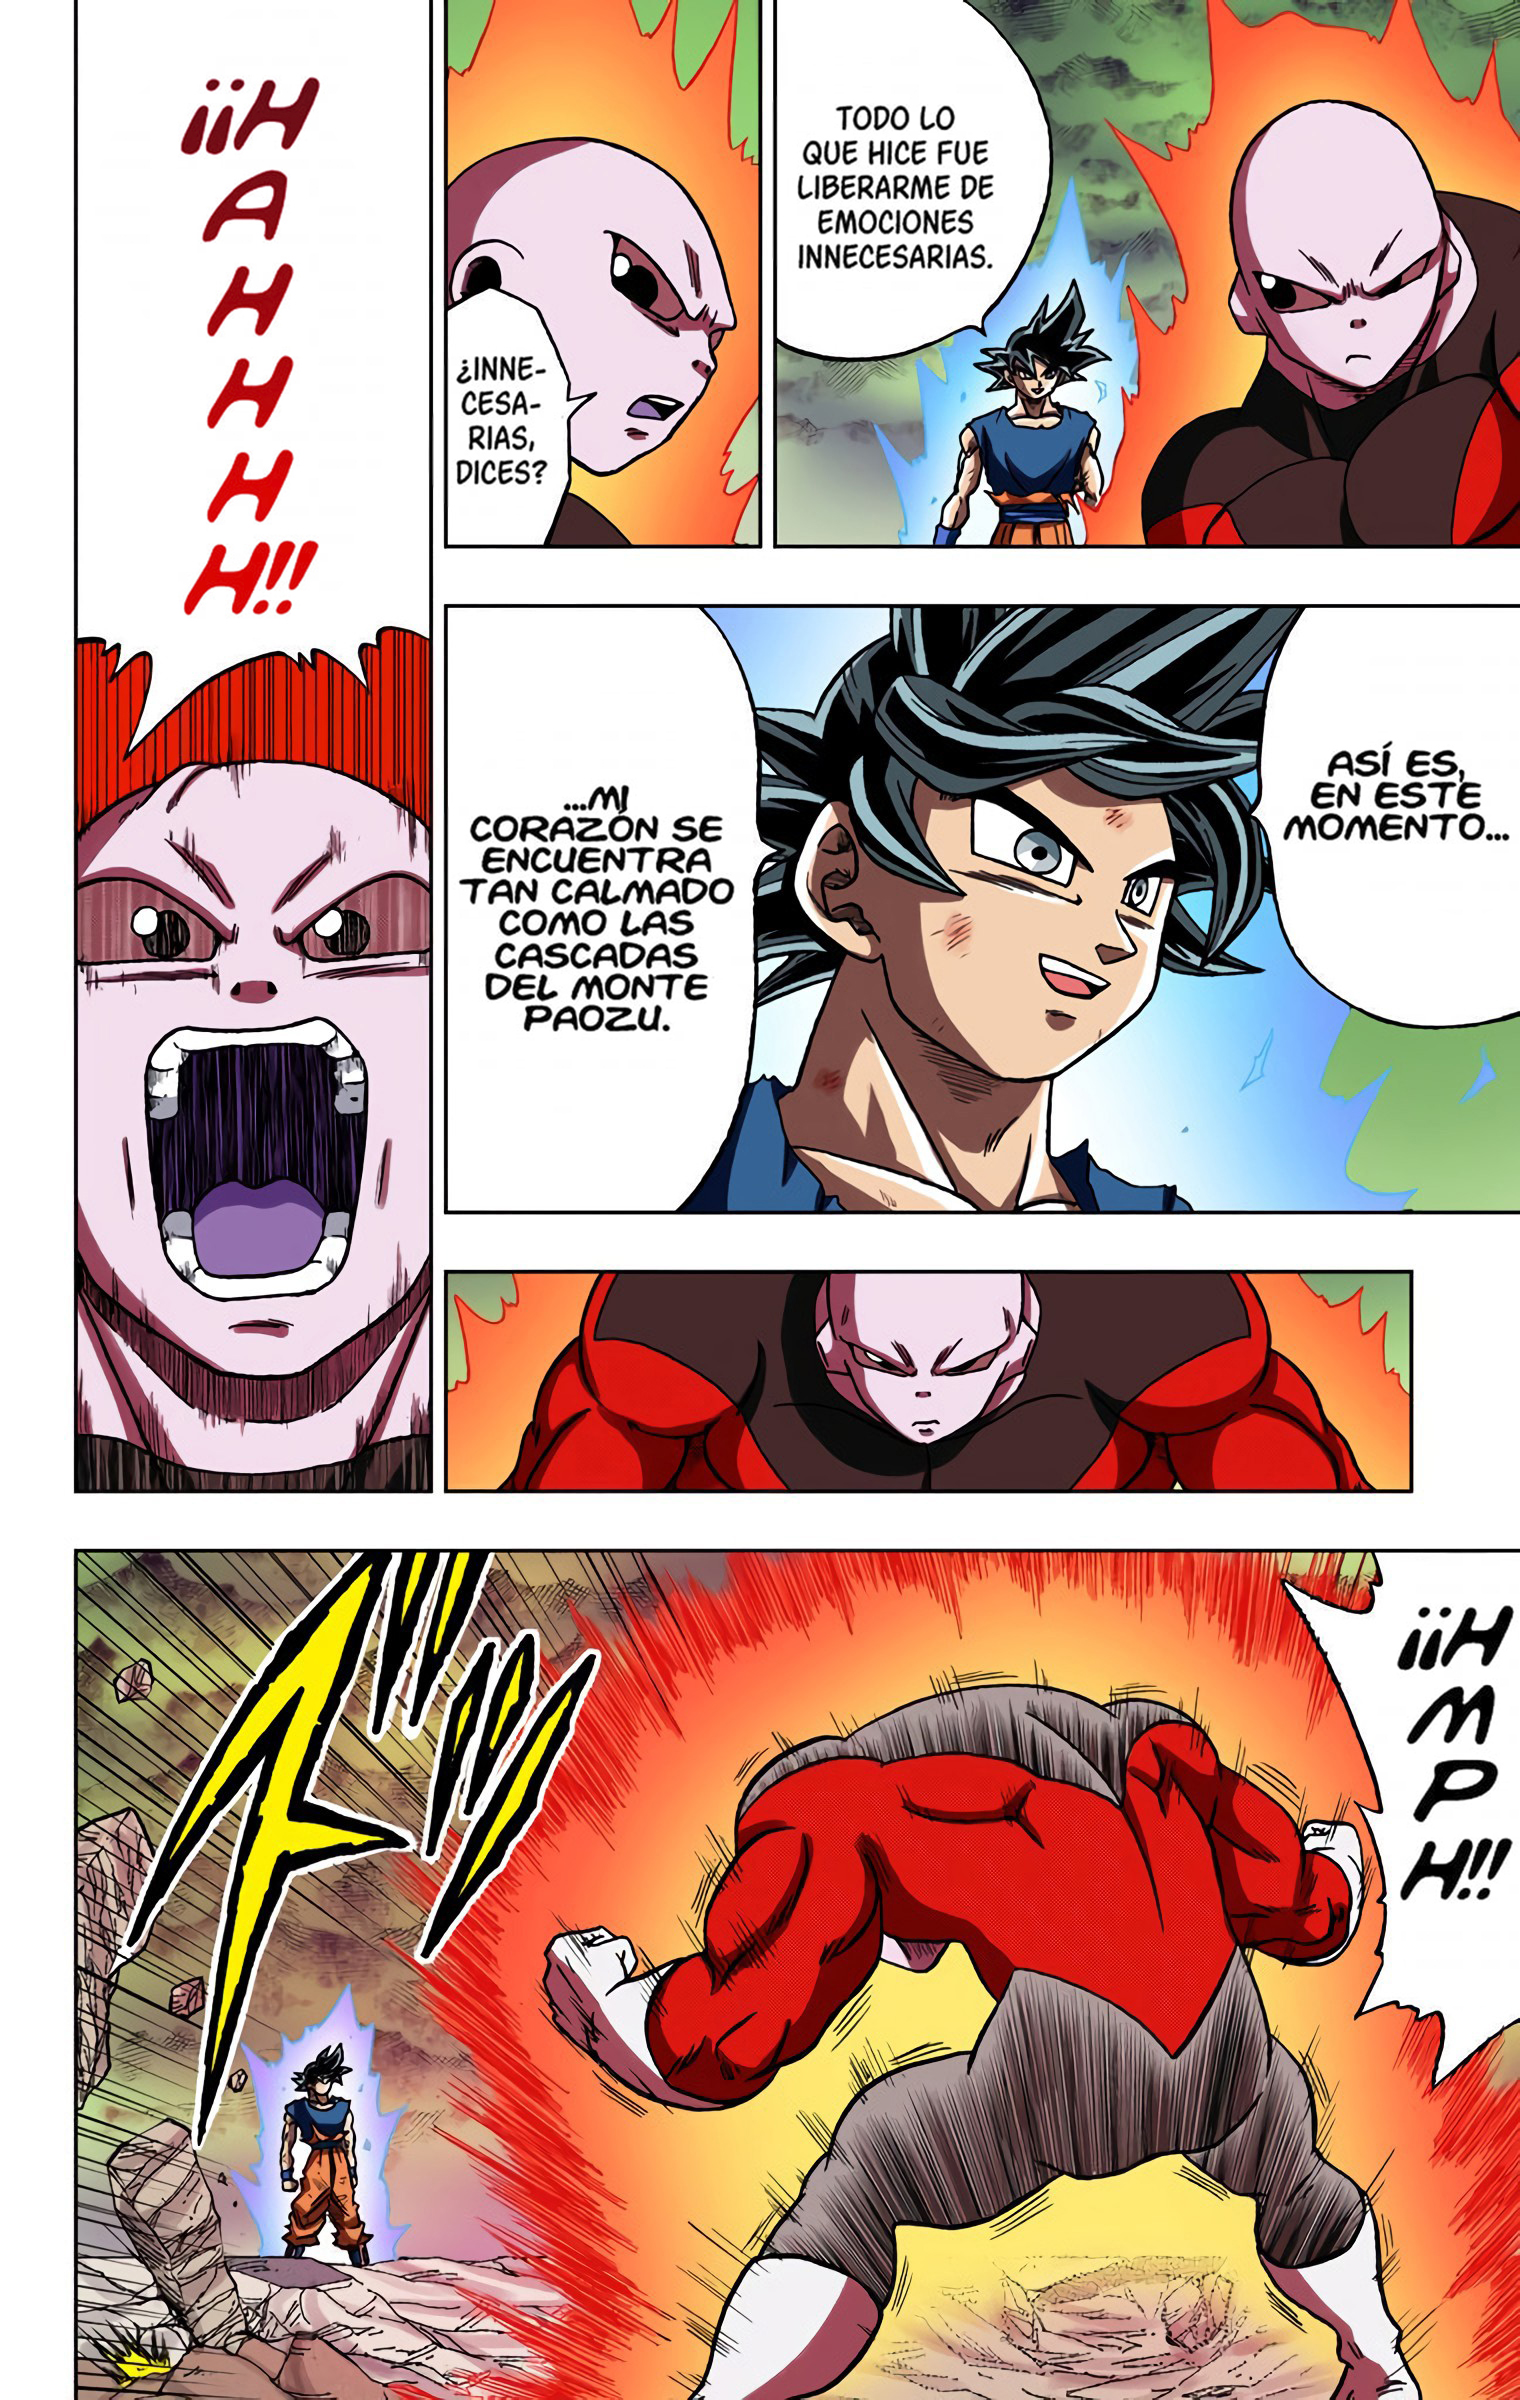 TODO LO
QUE HICE FUE
LIBERARME DE
EMOCIONES
INNECESARIAS.
¿INNE-
CESA-
RIAS,
DICES?
ASÍ ES,
EN ESTE
MOMENTO...
...MI
CORAZÓN SE
ENCUENTRA
TAN CALMADO
COMO LAS
CASCADAS
DEL MONTE
PAOZU.
¡¡H
A
H
H
H
H!!
¡¡H
M
P
H!!